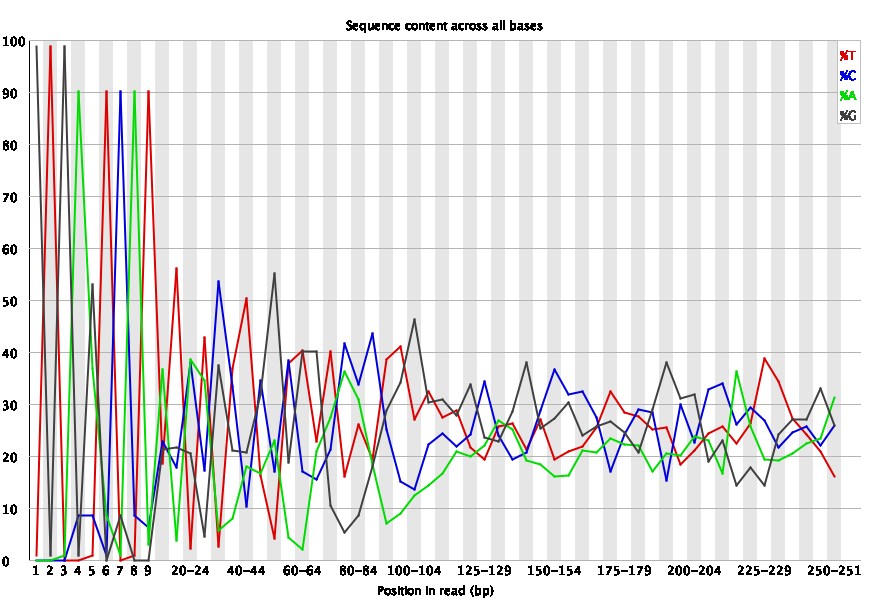 Sequence content across all bases
100
90
80
70
60
50
40
30
20
10
0
%T
%C
%A
%G
1 2 3 4 5 6 7 8 9 20-24 40-44 60-64 80-84 100-104 125-129 150-154 175-179 200-204 225-229 250-251
Position in read (bp)